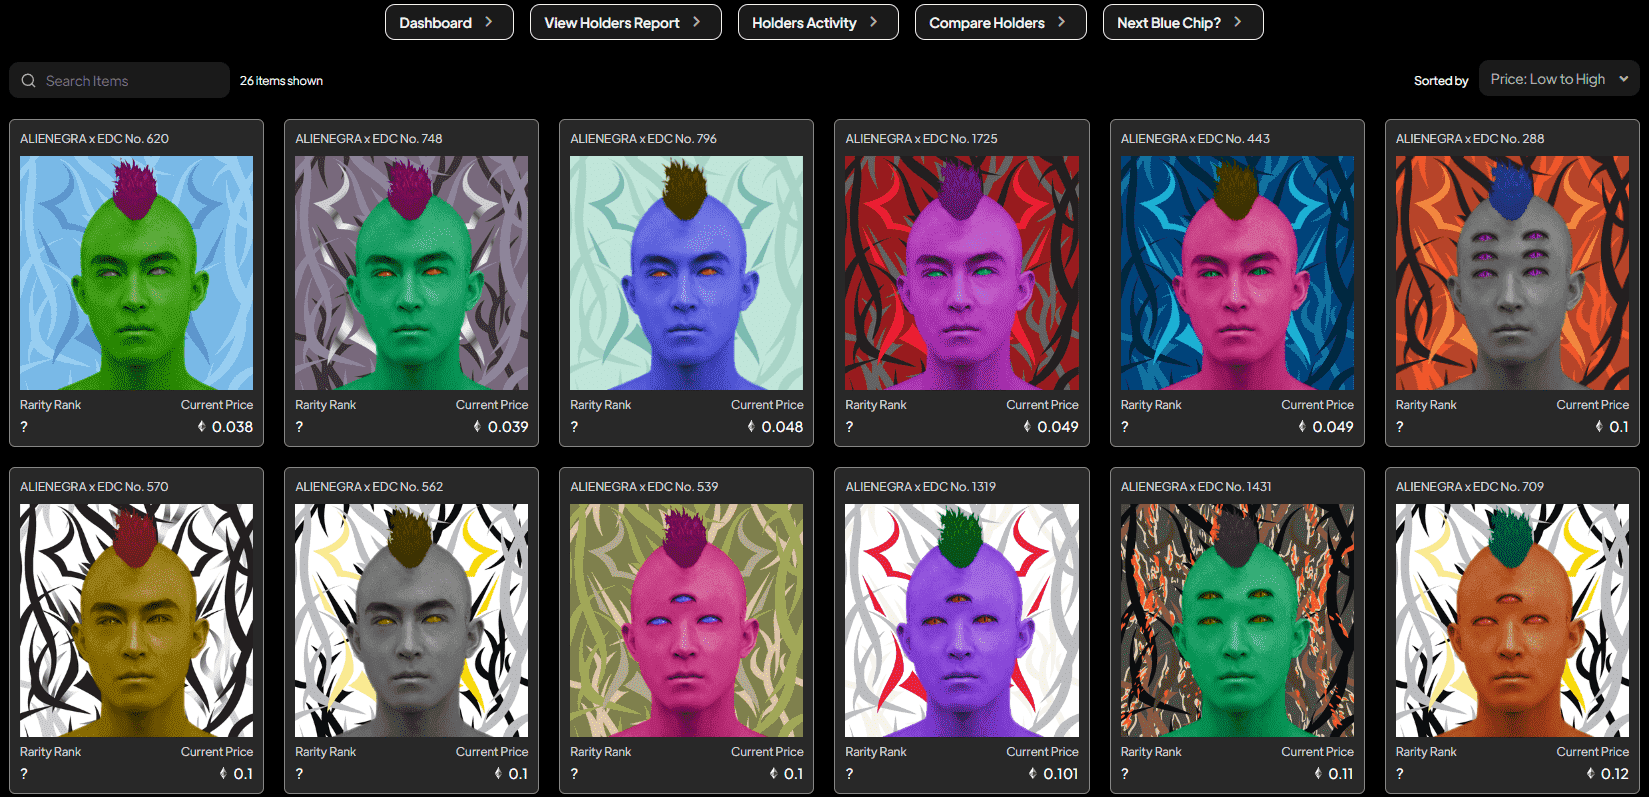 Dashboard
View Holders Report
Holders Activity
Compare Holders
Next Blue Chip?
Search Items
26 items shown
Sorted by
Price: Low to High
ALIENEGRA x EDC No. 620
ALIENEGRA x EDC No. 748
ALIENEGRA x EDC No. 796
ALIENEGRA x EDC No. 1725
ALIENEGRA x EDC No. 443
ALIENEGRA x EDC No. 288
Rarity Rank Current Price
? 0.038
Rarity Rank Current Price
? 0.039
Rarity Rank Current Price
? 0.048
Rarity Rank Current Price
? 0.049
Rarity Rank Current Price
? 0.049
Rarity Rank Current Price
? 0.1
ALIENEGRA x EDC No. 570
ALIENEGRA x EDC No. 562
ALIENEGRA x EDC No. 539
ALIENEGRA x EDC No. 1319
ALIENEGRA x EDC No. 1431
ALIENEGRA x EDC No. 709
Rarity Rank Current Price
? 0.1
Rarity Rank Current Price
? 0.1
Rarity Rank Current Price
? 0.1
Rarity Rank Current Price
? 0.101
Rarity Rank Current Price
? 0.11
Rarity Rank Current Price
? 0.12